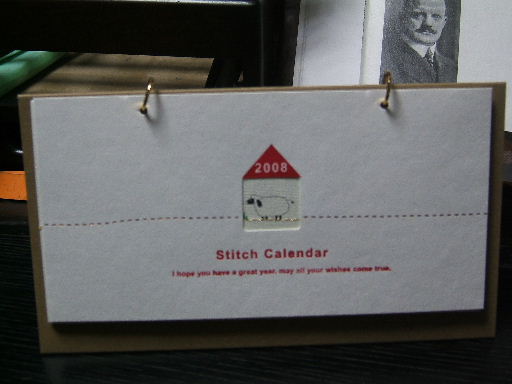 2008
Stitch Calendar
I hope you have a great year, may all your wishes come true.